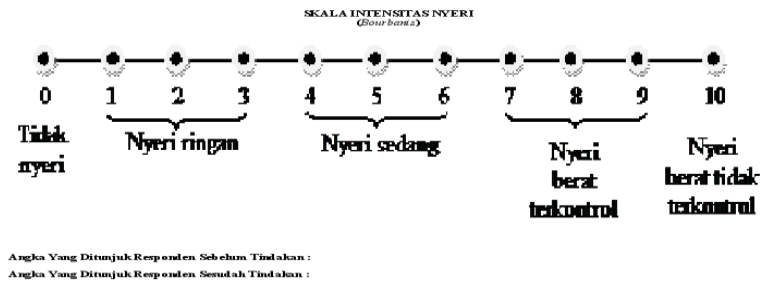 SKALA INTENSITAS NYERI
(Bourbanis)
0 1 2 3 4 5 6 7 8 9 10
Tidak
nyeri
Nyeri ringan
Nyeri sedang
Nyeri
berat
terkontrol
Nyeri
berat tidak
terkontrol
Angka Yang Ditunjuk Responden Sebelum Tindakan :
Angka Yang Ditunjuk Responden Sesudah Tindakan :